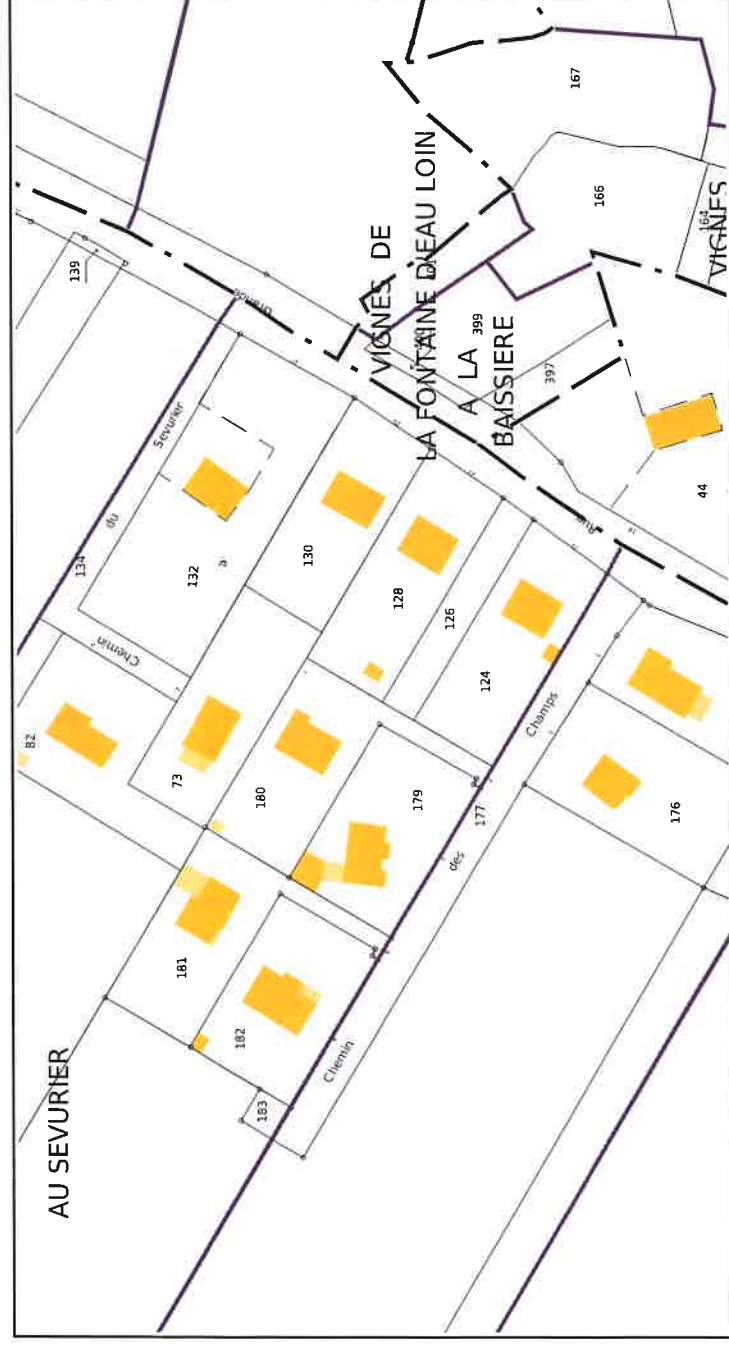 AU SEVURIER
82
134
139
Chemin
du
Sevurier
132
a
130
73
128
180
126
181
124
179
182
183
177
Chemin
des
Champs
176
Grande
Rue
VIGNES DE
LA FONTAINE D'EAU LOIN
A LA
BAISSIERE
399
397
167
166
164
VIGNES
44